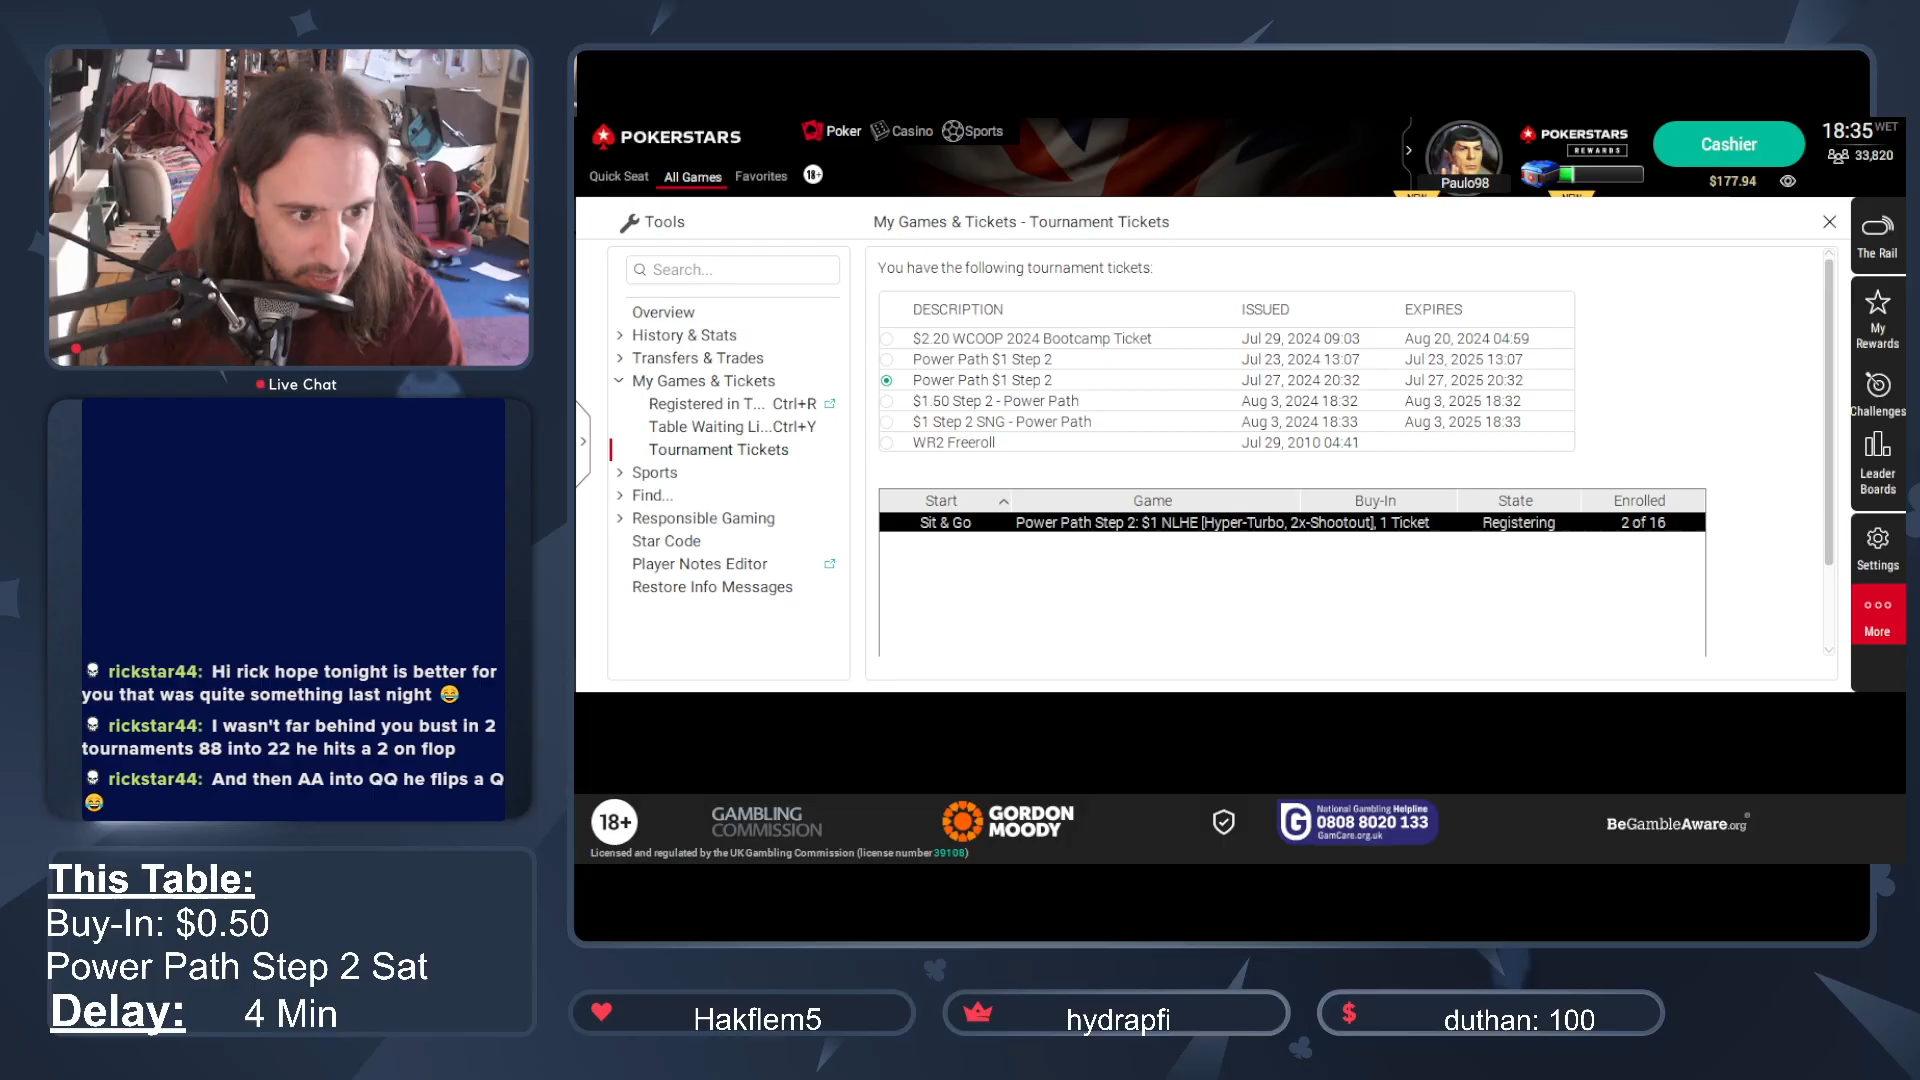 Live Chat
rickstar44: Hi rick hope tonight is better for
you that was quite something last night 😂
rickstar44: I wasn't far behind you bust in 2
tournaments 88 into 22 he hits a 2 on flop
rickstar44: And then AA into QQ he flips a Q
😂
This Table:
Buy-In: $0.50
Power Path Step 2 Sat
Delay: 4 Min
POKERSTARS
Poker Casino Sports
Quick Seat All Games Favorites 18+
Paulo98
POKERSTARS
REWARDS
Cashier
$177.94
18:35 WET
33,820
Tools
My Games & Tickets - Tournament Tickets
Search...
Overview
History & Stats
Transfers & Trades
My Games & Tickets
Registered in T... Ctrl+R
Table Waiting Li...Ctrl+Y
Tournament Tickets
Sports
Find...
Responsible Gaming
Star Code
Player Notes Editor
Restore Info Messages
You have the following tournament tickets:
DESCRIPTION ISSUED EXPIRES
$2.20 WCOOP 2024 Bootcamp Ticket Jul 29, 2024 09:03 Aug 20, 2024 04:59
Power Path $1 Step 2 Jul 23, 2024 13:07 Jul 23, 2025 13:07
Power Path $1 Step 2 Jul 27, 2024 20:32 Jul 27, 2025 20:32
$1.50 Step 2 - Power Path Aug 3, 2024 18:32 Aug 3, 2025 18:32
$1 Step 2 SNG - Power Path Aug 3, 2024 18:33 Aug 3, 2025 18:33
WR2 Freeroll Jul 29, 2010 04:41
Start Game Buy-In State Enrolled
Sit & Go Power Path Step 2: $1 NLHE [Hyper-Turbo, 2x-Shootout], 1 Ticket Registering 2 of 16
The Rail
My
Rewards
Challenges
Leader
Boards
Settings
More
18+
GAMBLING
COMMISSION
GORDON
MOODY
National Gambling Helpline
0808 8020 133
GamCare.org.uk
BeGambleAware.org
Licensed and regulated by the UK Gambling Commission (license number 39108)
Hakflem5
hydrapfi
duthan: 100